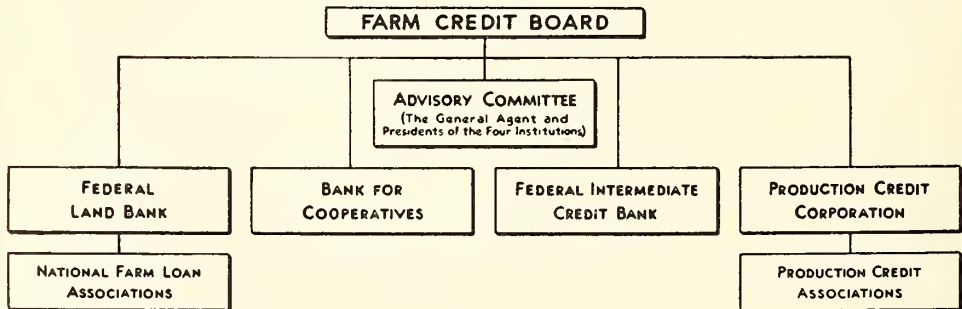 FARM CREDIT BOARD
ADVISORY COMMITTEE
(The General Agent and
Presidents of the Four Institutions)
FEDERAL
LAND BANK
BANK FOR
COOPERATIVES
FEDERAL INTERMEDIATE
CREDIT BANK
PRODUCTION CREDIT
CORPORATION
NATIONAL FARM LOAN
ASSOCIATIONS
PRODUCTION CREDIT
ASSOCIATIONS